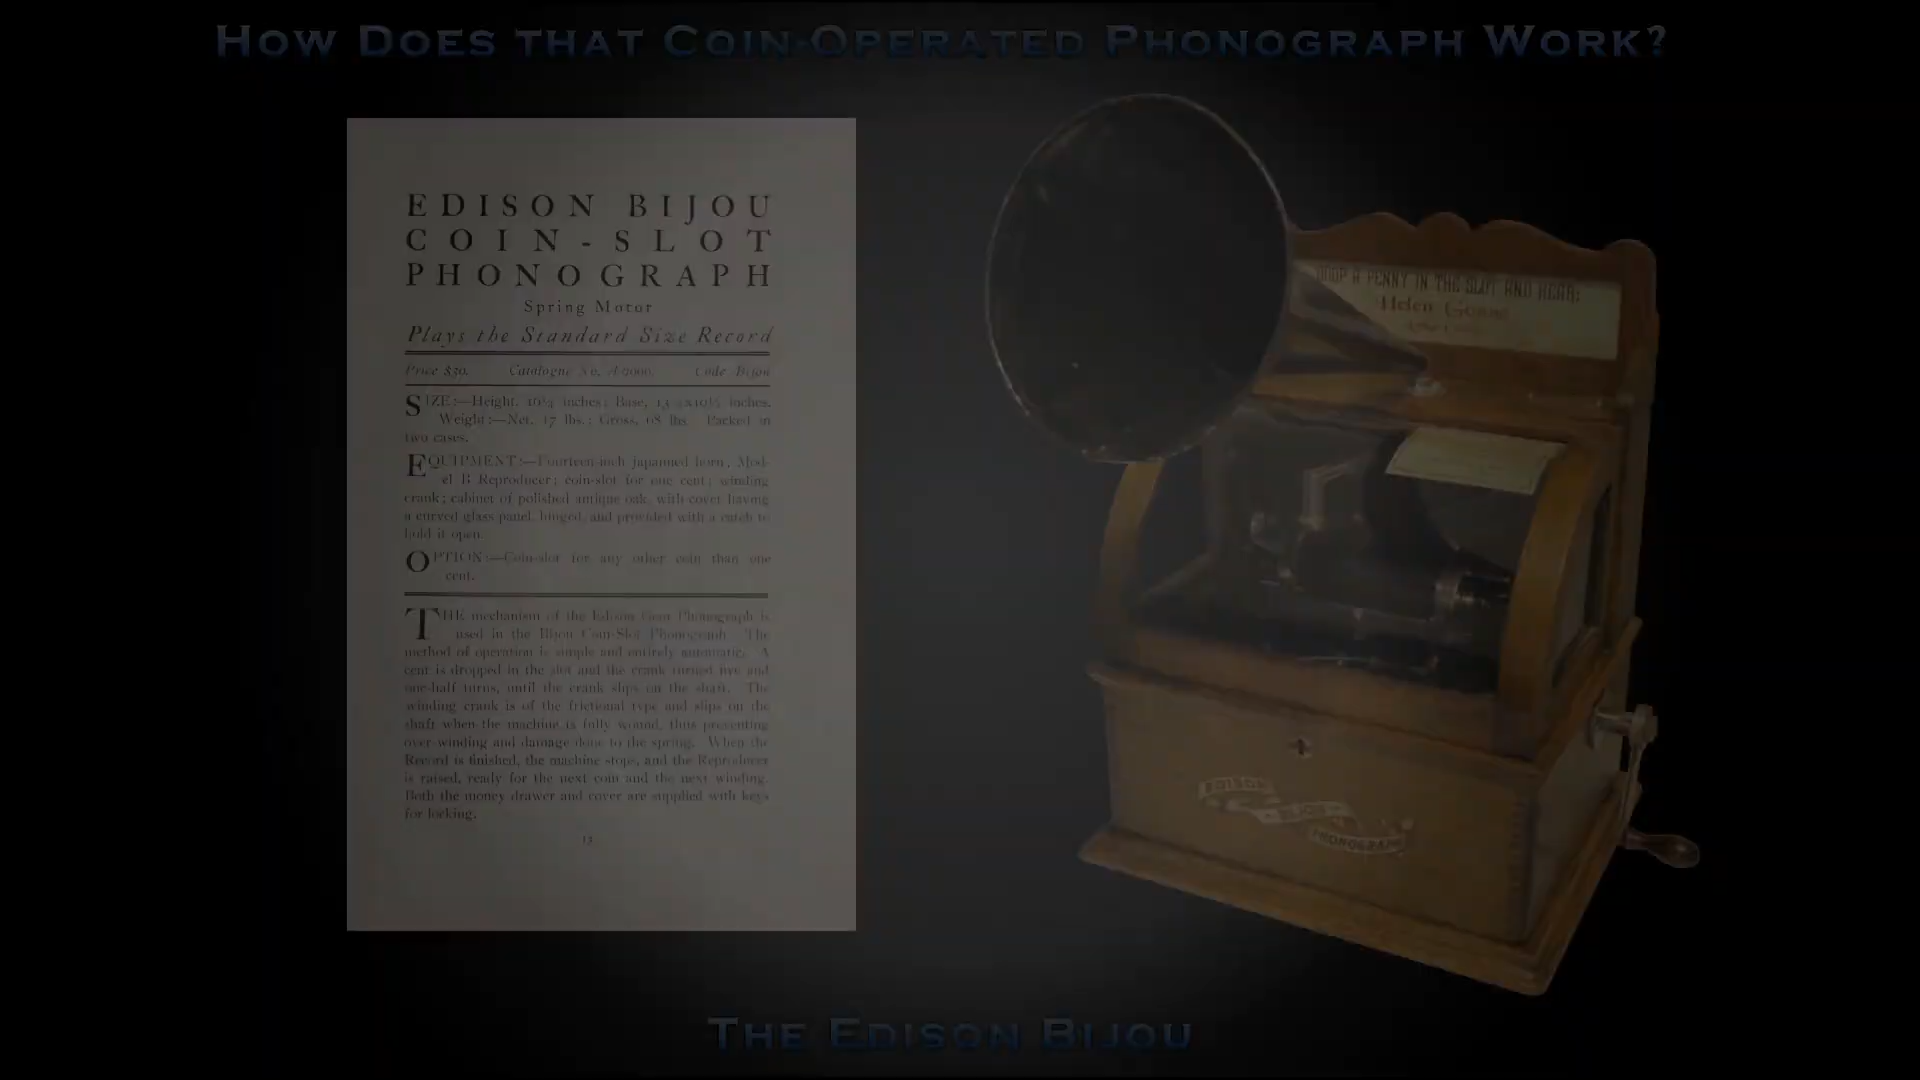 HOW DOES THAT COIN-OPERATED PHONOGRAPH WORK?
EDISON BIJOU
COIN-SLOT
PHONOGRAPH
Spring Motor
Plays the Standard Size Record
Price $30. Catalogue No. Code, Bijou
SIZE:—Height, inches; Base, inches.
Weight:—Net, 17 lbs.; Gross, 68 lbs. Packed in
two cases.
EQUIPMENT:—Fourteen-inch japanned horn, Mod-
el B Reproducer; coin-slot for one cent; winding
crank; cabinet of polished antique oak, with cover having
a curved glass panel, hinged, and provided with a catch to
hold it open.
OPTION:—Coin-slot for any other coin than one
cent.
THE mechanism of the Edison Coin Phonograph is
used in the Bijou Coin-Slot Phonograph. The
method of operation is simple and entirely automatic. A
cent is dropped in the slot and the crank turned five and
one-half turns, until the crank slips on the shaft. The
winding crank is of the frictional type and slips on the
shaft when the machine is fully wound, thus preventing
over-winding and damage done to the spring. When the
Record is finished, the machine stops, and the Reproducer
is raised, ready for the next coin and the next winding.
Both the money drawer and cover are supplied with keys
for locking.
13
DROP A PENNY IN THE SLOT AND HEAR:
Helen
EDISON
BIJOU
PHONOGRAPH
THE EDISON BIJOU